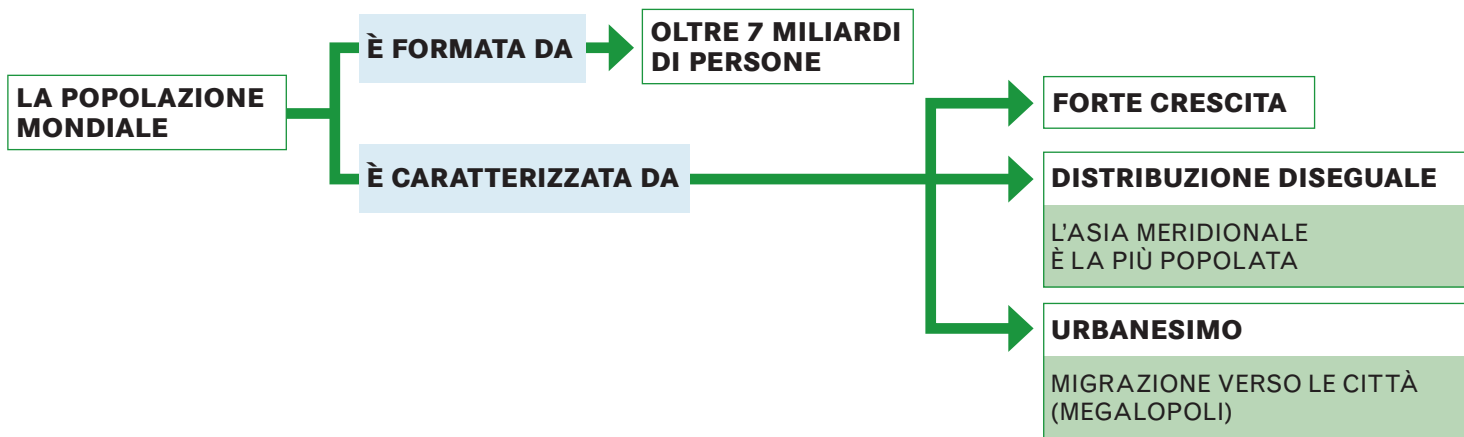 LA POPOLAZIONE
MONDIALE
È FORMATA DA
OLTRE 7 MILIARDI
DI PERSONE
È CARATTERIZZATA DA
FORTE CRESCITA
DISTRIBUZIONE DISEGUALE
L'ASIA MERIDIONALE
È LA PIÙ POPOLATA
URBANESIMO
MIGRAZIONE VERSO LE CITTÀ
(MEGALOPOLI)